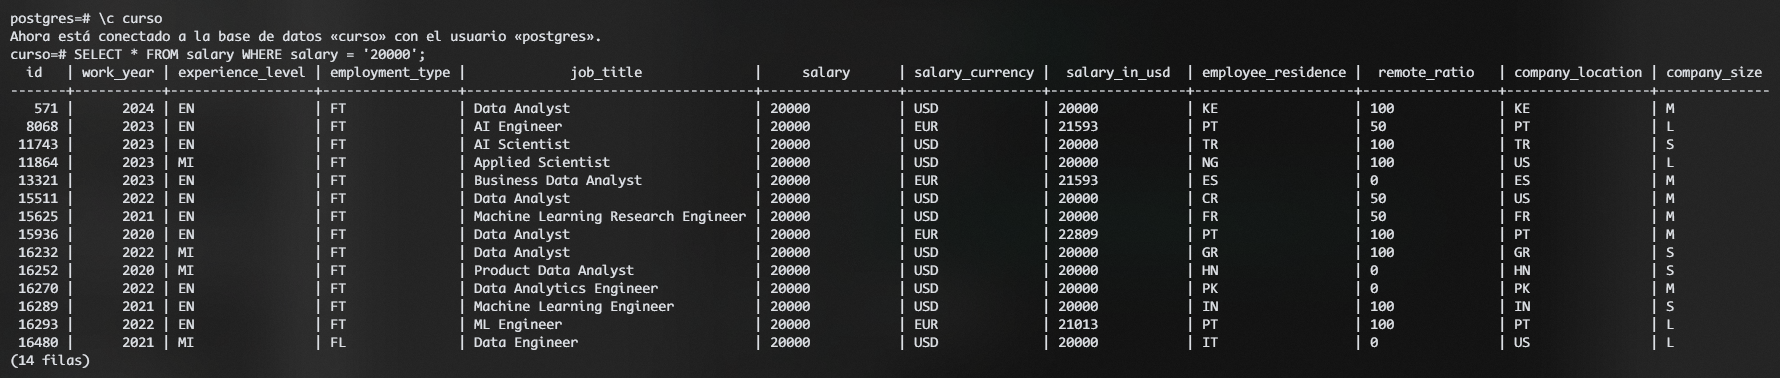 postgres=# \c curso
Ahora está conectado a la base de datos «curso» con el usuario «postgres».
curso=# SELECT * FROM salary WHERE salary = '20000';
  id   | work_year | experience_level | employment_type |             job_title             |     salary      | salary_currency |  salary_in_usd  | employee_residence |  remote_ratio   | company_location | company_size
-------+-----------+------------------+-----------------+-----------------------------------+-----------------+-----------------+-----------------+--------------------+-----------------+------------------+--------------
   571 |      2024 | EN               | FT              | Data Analyst                      | 20000           | USD             | 20000           | KE                 | 100             | KE               | M
  8068 |      2023 | EN               | FT              | AI Engineer                       | 20000           | EUR             | 21593           | PT                 | 50              | PT               | L
 11743 |      2023 | EN               | FT              | AI Scientist                      | 20000           | USD             | 20000           | TR                 | 100             | TR               | S
 11864 |      2023 | MI               | FT              | Applied Scientist                 | 20000           | USD             | 20000           | NG                 | 100             | US               | L
 13321 |      2023 | EN               | FT              | Business Data Analyst             | 20000           | EUR             | 21593           | ES                 | 0               | ES               | M
 15511 |      2022 | EN               | FT              | Data Analyst                      | 20000           | USD             | 20000           | CR                 | 50              | US               | M
 15625 |      2021 | EN               | FT              | Machine Learning Research Engineer | 20000           | USD             | 20000           | FR                 | 50              | FR               | M
 15936 |      2020 | EN               | FT              | Data Analyst                      | 20000           | EUR             | 22809           | PT                 | 100             | PT               | M
 16232 |      2022 | MI               | FT              | Data Analyst                      | 20000           | USD             | 20000           | GR                 | 100             | GR               | S
 16252 |      2020 | MI               | FT              | Product Data Analyst              | 20000           | USD             | 20000           | HN                 | 0               | HN               | S
 16270 |      2022 | EN               | FT              | Data Analytics Engineer           | 20000           | USD             | 20000           | PK                 | 0               | PK               | M
 16289 |      2021 | EN               | FT              | Machine Learning Engineer         | 20000           | USD             | 20000           | IN                 | 100             | IN               | S
 16293 |      2022 | EN               | FT              | ML Engineer                       | 20000           | EUR             | 21013           | PT                 | 100             | PT               | L
 16480 |      2021 | MI               | FL              | Data Engineer                     | 20000           | USD             | 20000           | IT                 | 0               | US               | L
(14 filas)